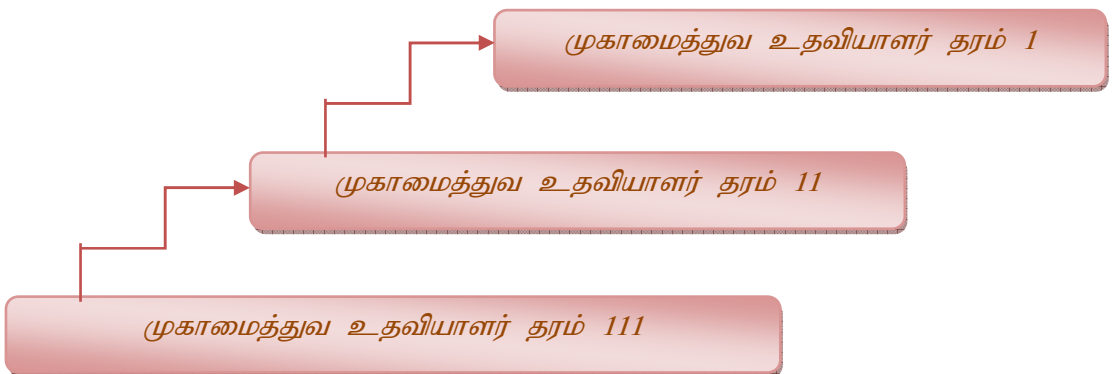 முகாமைத்துவ உதவியாளர் தரம் 1
முகாமைத்துவ உதவியாளர் தரம் 11
முகாமைத்துவ உதவியாளர் தரம் 111